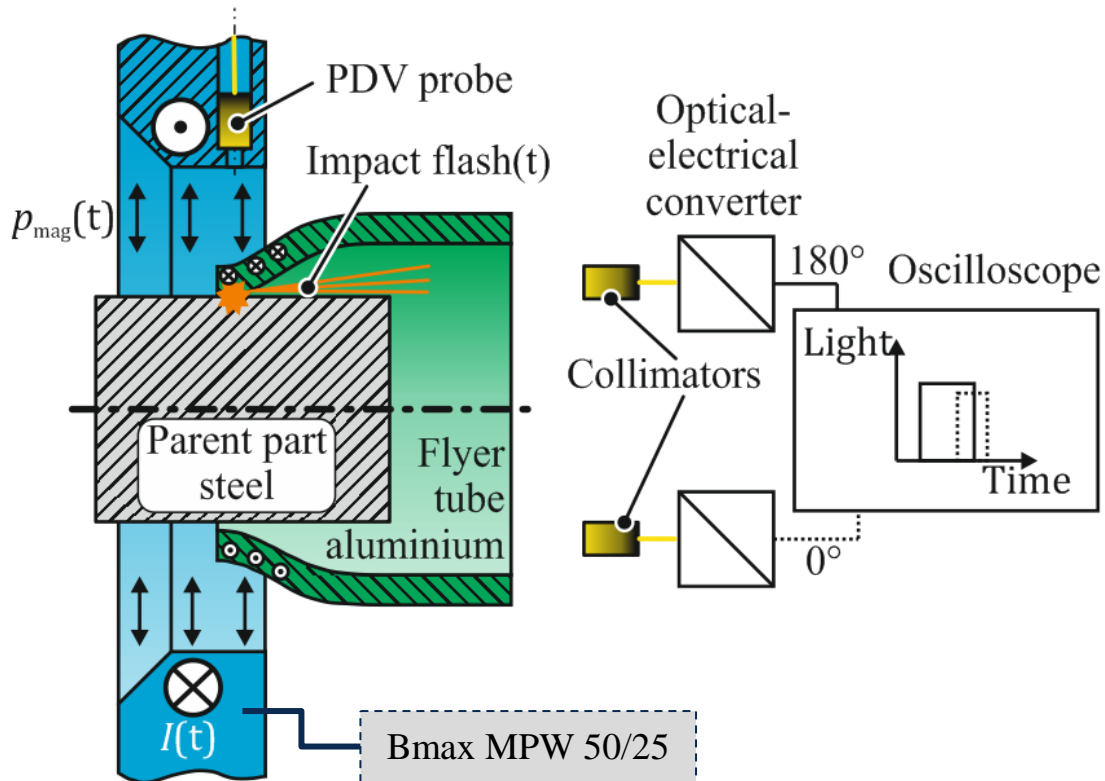 PDV probe
Impact flash(t)
p_mag(t)
Optical-
electrical
converter
180°
Oscilloscope
Light
Time
Collimators
Parent part
steel
Flyer
tube
aluminium
0°
I(t)
Bmax MPW 50/25